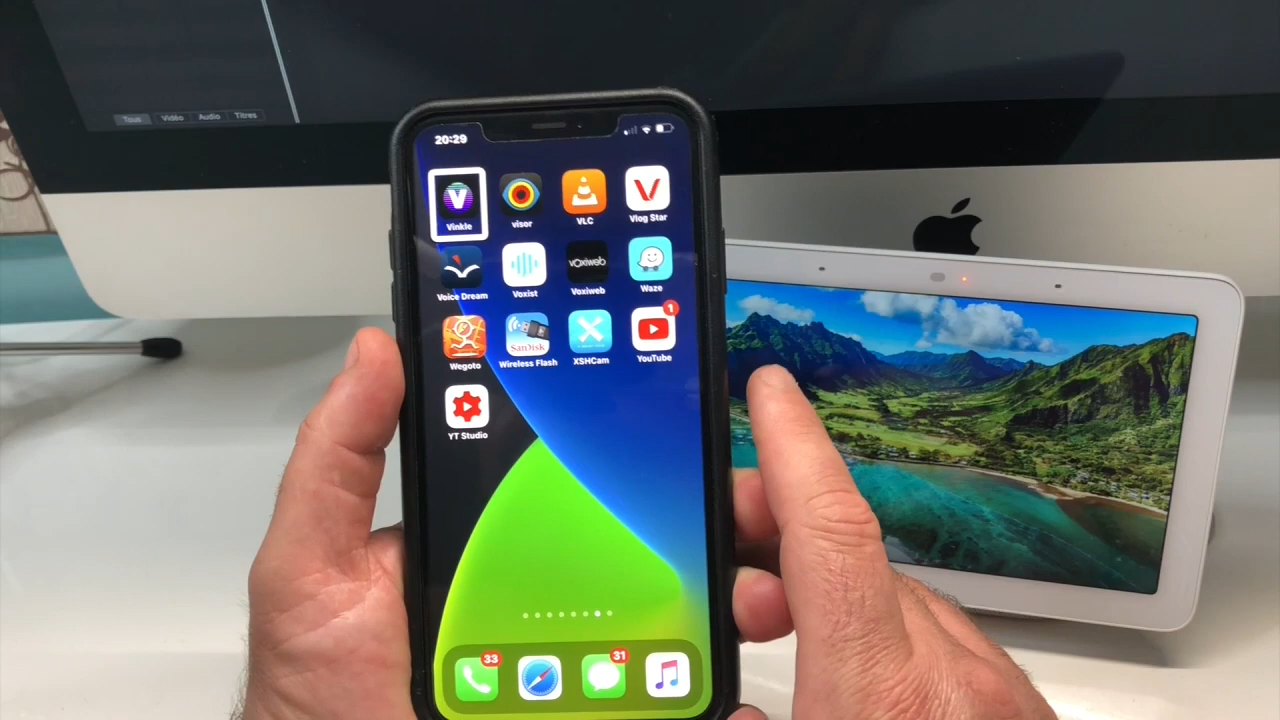 Tous Vidéo Audio Titres
20:29
V V
Vinkle visor VLC Vlog Star
voxiweb
Voice Dream Voxist Voxiweb Waze
SanDisk 1
Wegoto Wireless Flash XSHCam YouTube
YT Studio
33 31